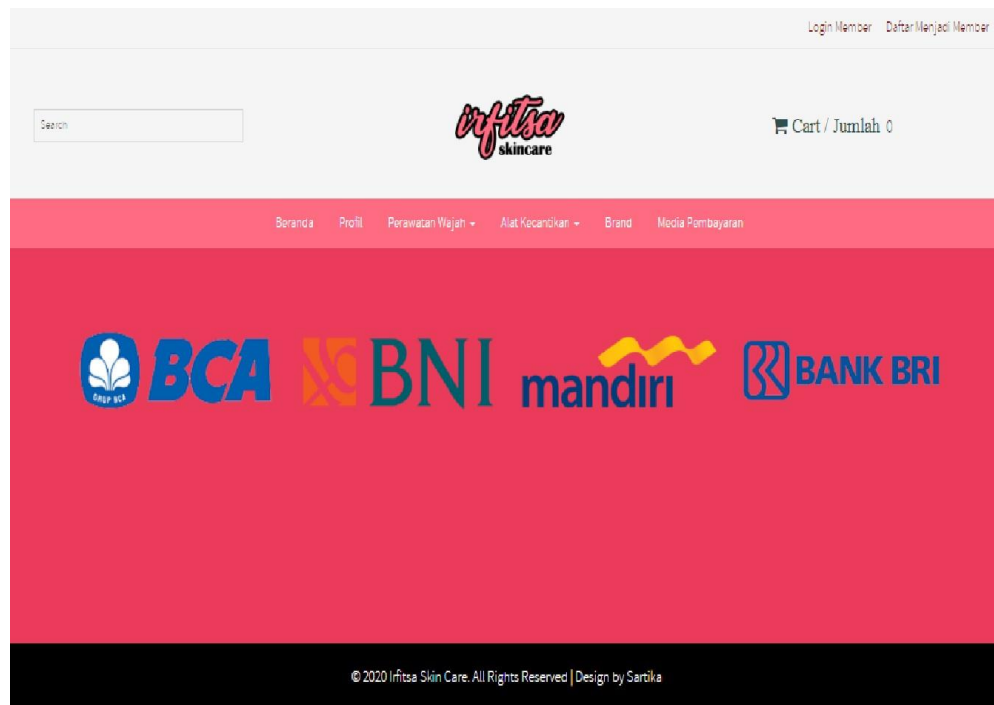 Login Member Daftar Menjadi Member
Search
irfitsa
skincare
Cart / Jumlah 0
Beranda Profil Perawatan Wajah Alat Kecantikan Brand Media Pembayaran
GRUP BCA
BCA BNI mandırı BANK BRI
© 2020 Irfitsa Skin Care. All Rights Reserved | Design by Sartika